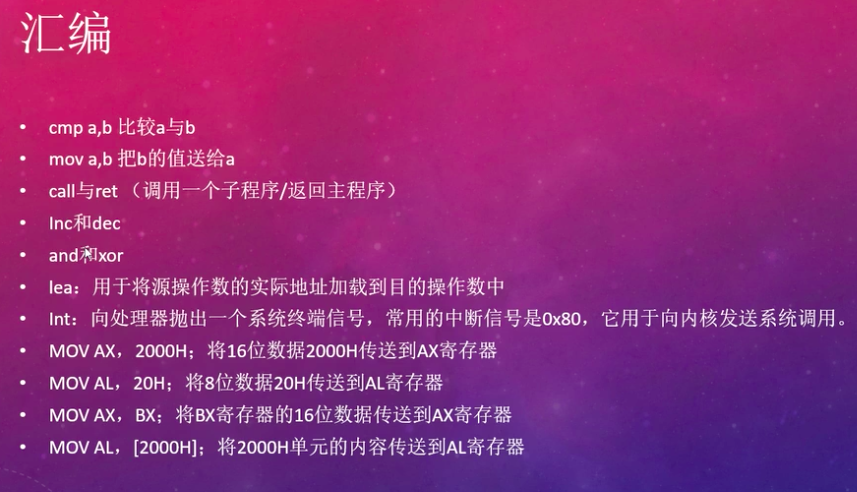 汇编
• cmp a,b 比较a与b
• mov a,b 把b的值送给a
• call与ret （调用一个子程序/返回主程序）
• Inc和dec
• and和xor
• lea：用于将源操作数的实际地址加载到目的操作数中
• Int：向处理器抛出一个系统终端信号，常用的中断信号是0x80，它用于向内核发送系统调用。
• MOV AX，2000H；将16位数据2000H传送到AX寄存器
• MOV AL，20H；将8位数据20H传送到AL寄存器
• MOV AX，BX；将BX寄存器的16位数据传送到AX寄存器
• MOV AL，[2000H]；将2000H单元的内容传送到AL寄存器